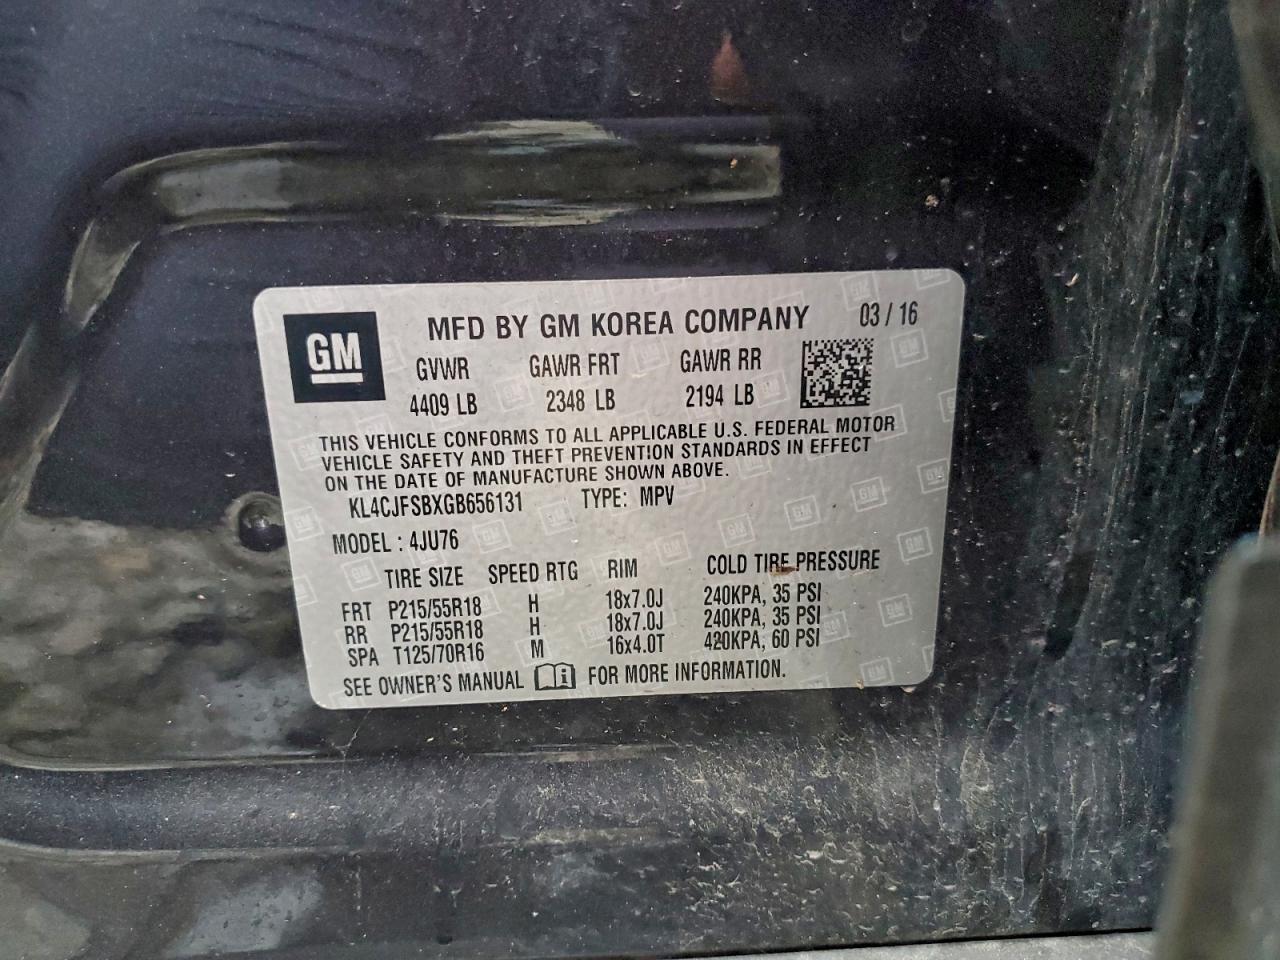 GM
MFD BY GM KOREA COMPANY 03 / 16
GVWR GAWR FRT GAWR RR
4409 LB 2348 LB 2194 LB
THIS VEHICLE CONFORMS TO ALL APPLICABLE U.S. FEDERAL MOTOR
VEHICLE SAFETY AND THEFT PREVENTION STANDARDS IN EFFECT
ON THE DATE OF MANUFACTURE SHOWN ABOVE.
KL4CJFSBXGB656131 TYPE: MPV
MODEL : 4JU76
TIRE SIZE SPEED RTG RIM COLD TIRE PRESSURE
FRT P215/55R18 H 18x7.0J 240KPA, 35 PSI
RR P215/55R18 H 18x7.0J 240KPA, 35 PSI
SPA T125/70R16 M 16x4.0T 420KPA, 60 PSI
SEE OWNER'S MANUAL FOR MORE INFORMATION.